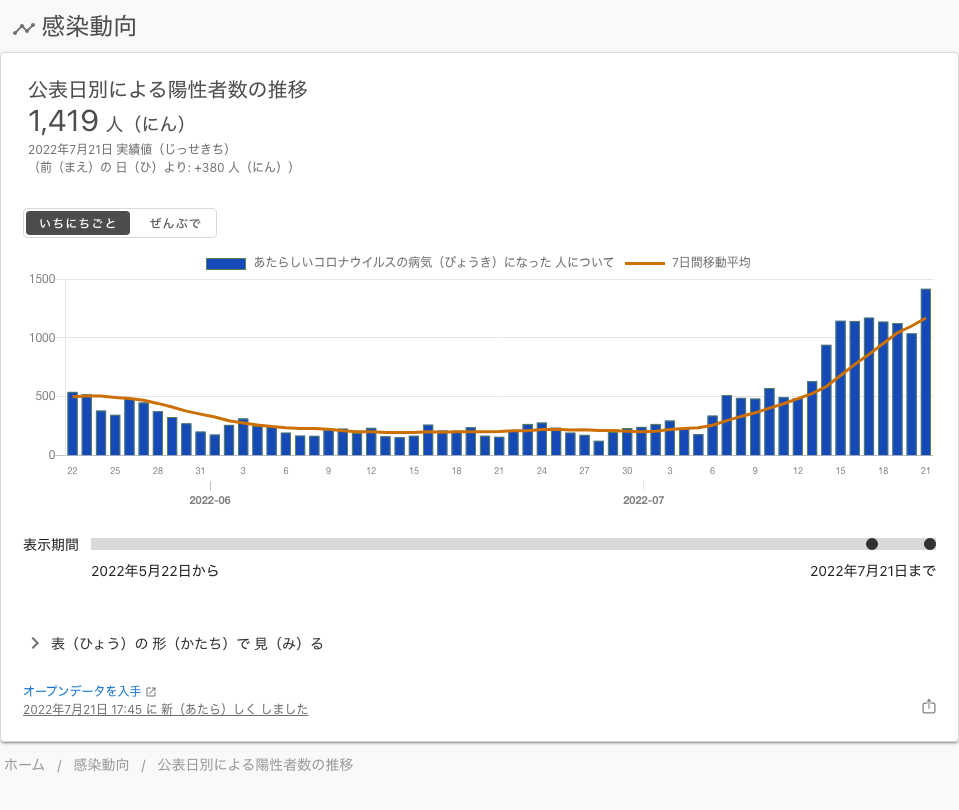 感染動向
公表日別による陽性者数の推移
1,419 人（にん）
2022年7月21日 実績値（じっせきち）
（前（まえ）の 日（ひ）より: +380 人（にん））
いちにちごと ぜんぶで
あたらしいコロナウイルスの病気（びょうき）になった 人について 7日間移動平均
1500
1000
500
0
22 25 28 31 3 6 9 12 15 18 21 24 27 30 3 6 9 12 15 18 21
2022-06 2022-07
表示期間
2022年5月22日から 2022年7月21日まで
表（ひょう）の 形（かたち）で 見（み）る
オープンデータを入手
2022年7月21日 17:45 に 新（あたら）しく しました
ホーム / 感染動向 / 公表日別による陽性者数の推移